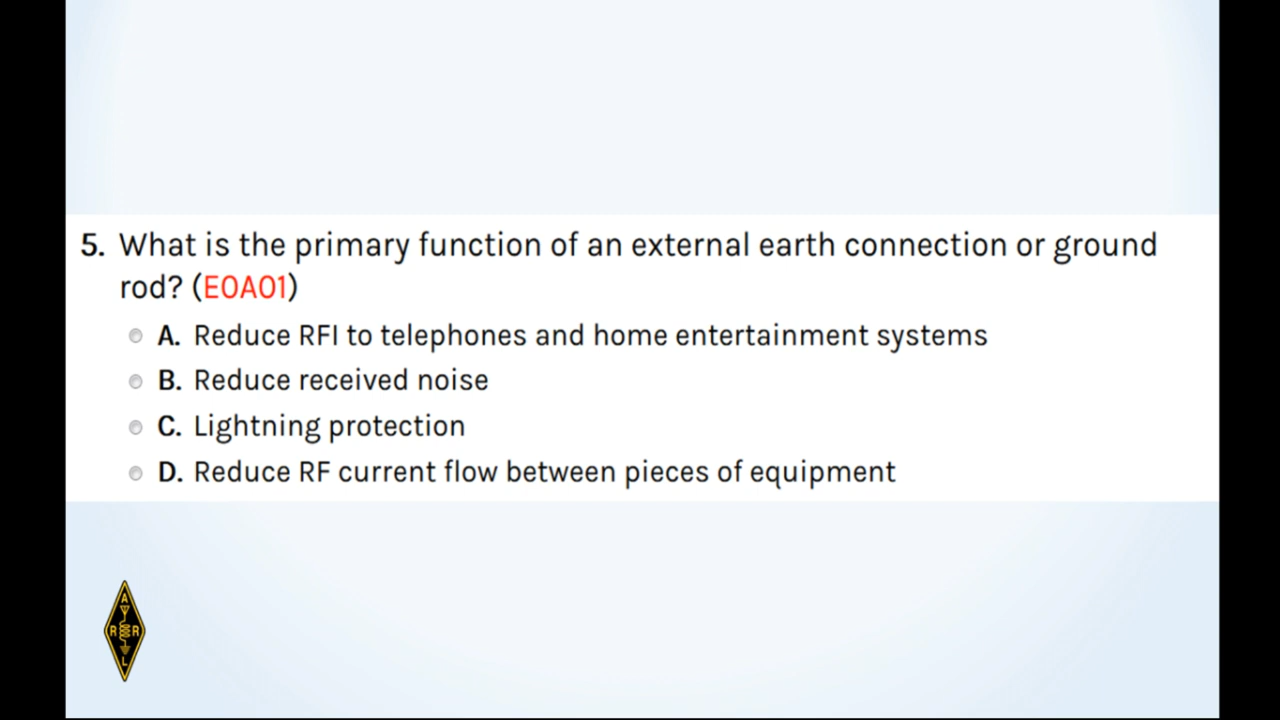 5. What is the primary function of an external earth connection or ground
rod? (E0A01)
A. Reduce RFI to telephones and home entertainment systems
B. Reduce received noise
C. Lightning protection
D. Reduce RF current flow between pieces of equipment
A
R R
L